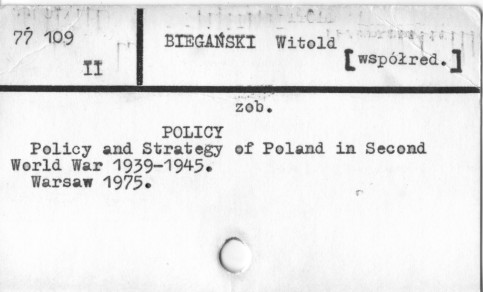 77 109
II
BIEGAŃSKI Witold
[współred.]
zob.
POLICY
Policy and Strategy of Poland in Second
World War 1939-1945.
Warsaw 1975.